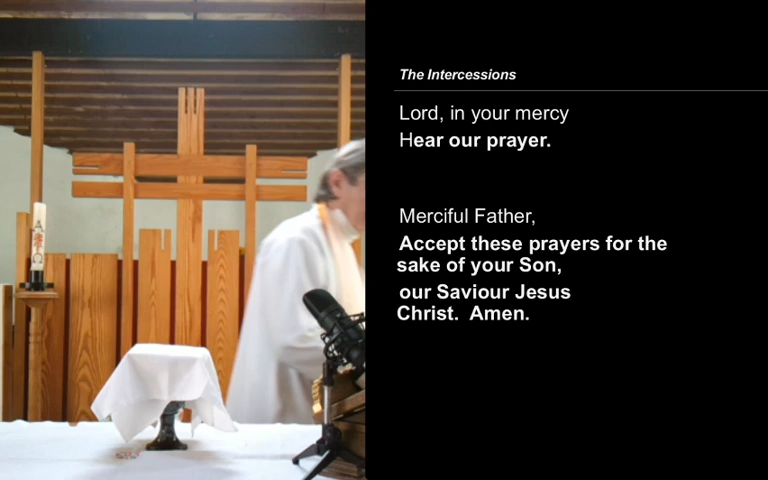 The Intercessions
Lord, in your mercy
Hear our prayer.
Merciful Father,
Accept these prayers for the
sake of your Son,
our Saviour Jesus
Christ. Amen.